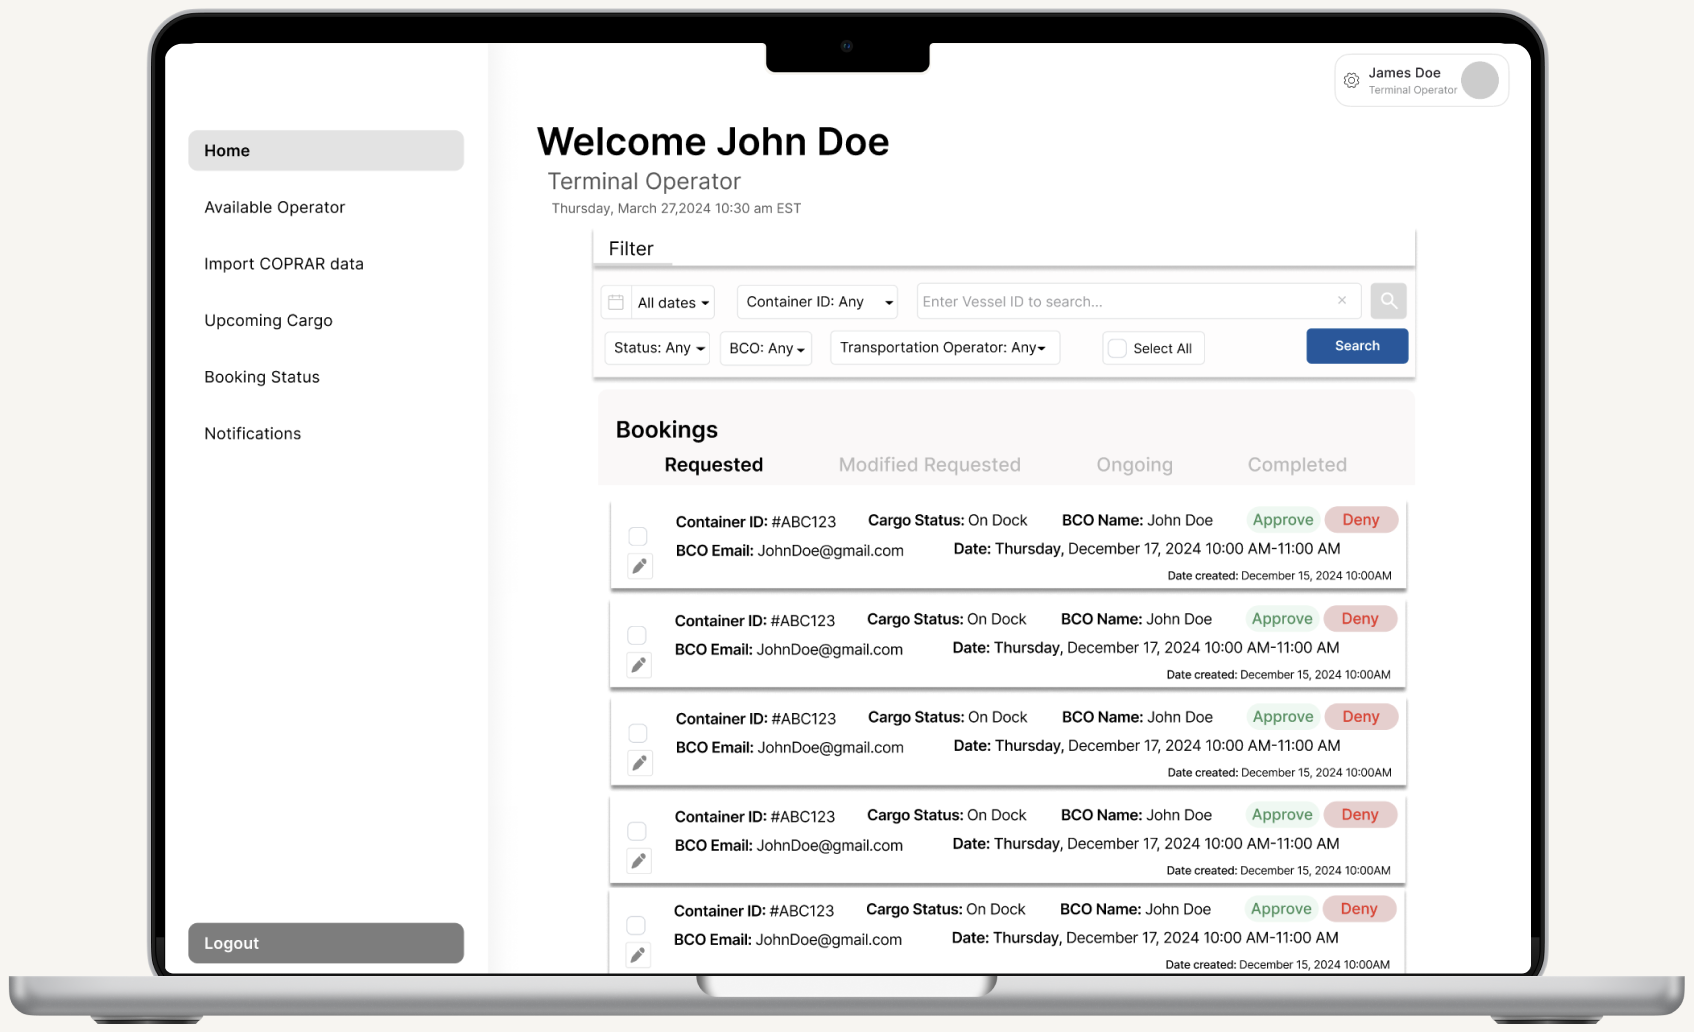 James Doe
Terminal Operator
Home
Available Operator
Import COPRAR data
Upcoming Cargo
Booking Status
Notifications
Logout
Welcome John Doe
Terminal Operator
Thursday, March 27,2024 10:30 am EST
Filter
All dates Container ID: Any Enter Vessel ID to search...
Status: Any BCO: Any Transportation Operator: Any Select All Search
Bookings
Requested Modified Requested Ongoing Completed
Container ID: #ABC123 Cargo Status: On Dock BCO Name: John Doe Approve Deny
BCO Email: JohnDoe@gmail.com Date: Thursday, December 17, 2024 10:00 AM-11:00 AM
Date created: December 15, 2024 10:00AM
Container ID: #ABC123 Cargo Status: On Dock BCO Name: John Doe Approve Deny
BCO Email: JohnDoe@gmail.com Date: Thursday, December 17, 2024 10:00 AM-11:00 AM
Date created: December 15, 2024 10:00AM
Container ID: #ABC123 Cargo Status: On Dock BCO Name: John Doe Approve Deny
BCO Email: JohnDoe@gmail.com Date: Thursday, December 17, 2024 10:00 AM-11:00 AM
Date created: December 15, 2024 10:00AM
Container ID: #ABC123 Cargo Status: On Dock BCO Name: John Doe Approve Deny
BCO Email: JohnDoe@gmail.com Date: Thursday, December 17, 2024 10:00 AM-11:00 AM
Date created: December 15, 2024 10:00AM
Container ID: #ABC123 Cargo Status: On Dock BCO Name: John Doe Approve Deny
BCO Email: JohnDoe@gmail.com Date: Thursday, December 17, 2024 10:00 AM-11:00 AM
Date created: December 15, 2024 10:00AM